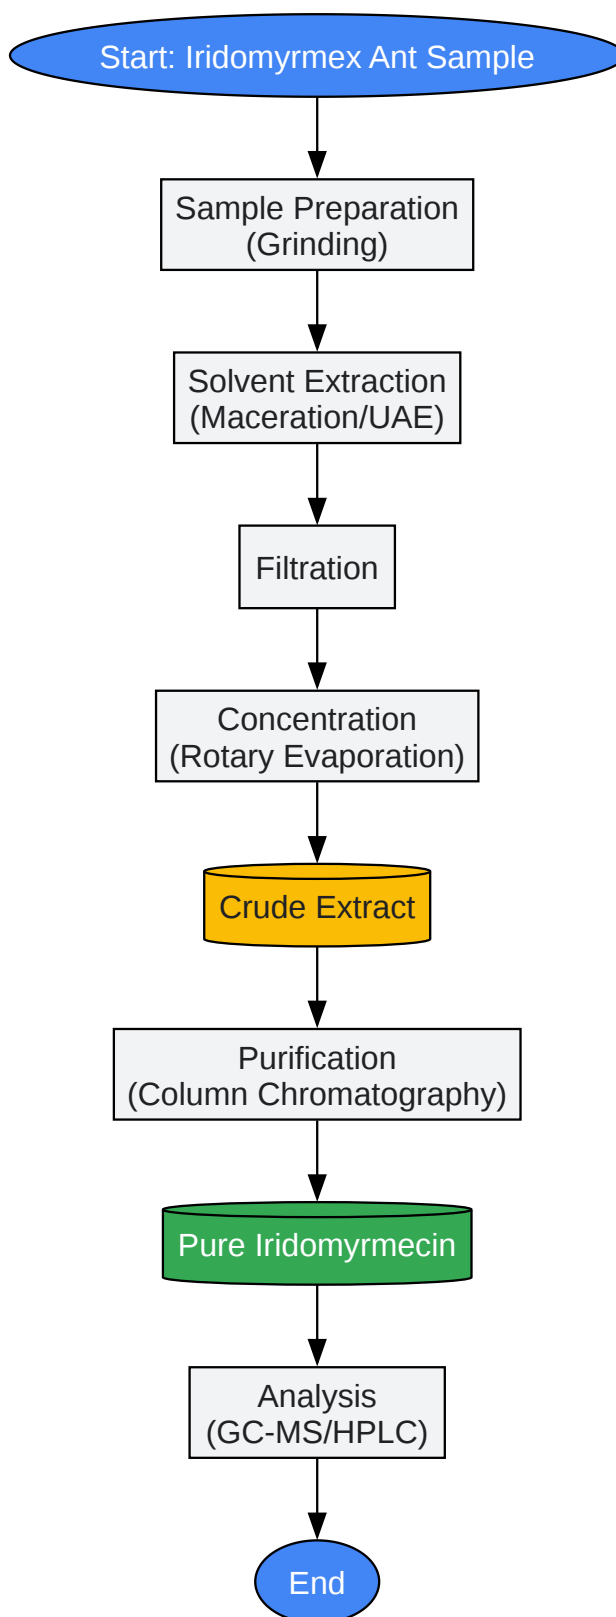 Start: Iridomyrmex Ant Sample
Sample Preparation
(Grinding)
Solvent Extraction
(Maceration/UAE)
Filtration
Concentration
(Rotary Evaporation)
Crude Extract
Purification
(Column Chromatography)
Pure Iridomyrmecin
Analysis
(GC-MS/HPLC)
End